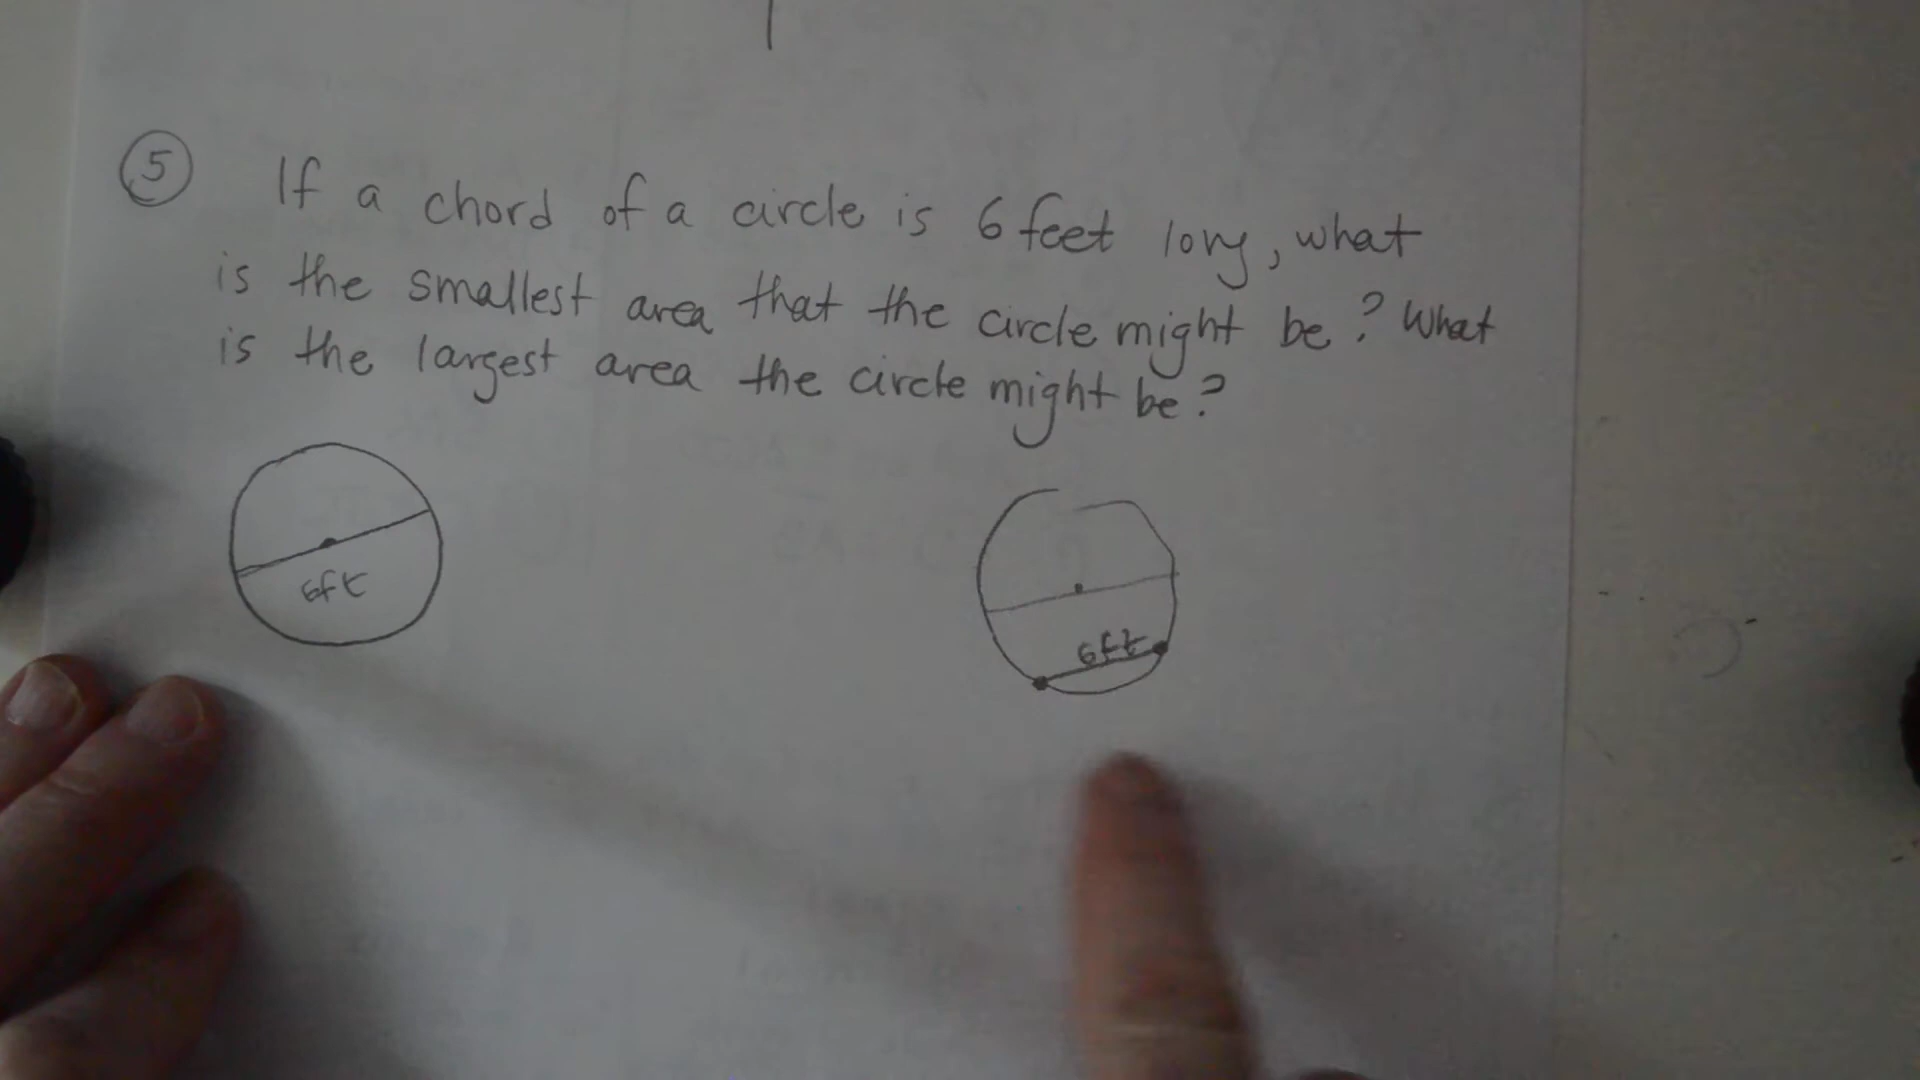 5 If a chord of a circle is 6 feet long, what
is the smallest area that the circle might be? What
is the largest area the circle might be?
6ft
6ft